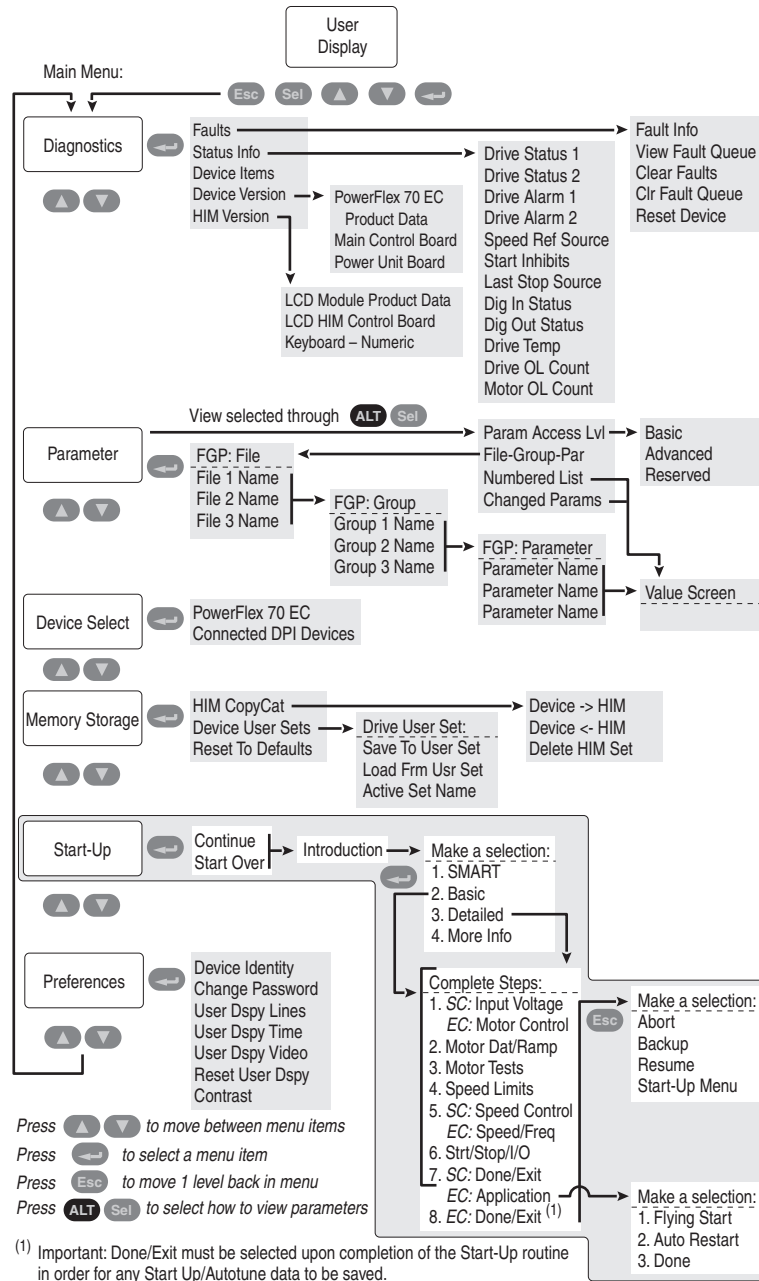 User
Display
Main Menu:
Esc Sel
Diagnostics
Faults
Status Info
Device Items
Device Version
HIM Version
PowerFlex 70 EC
Product Data
Main Control Board
Power Unit Board
LCD Module Product Data
LCD HIM Control Board
Keyboard – Numeric
Drive Status 1
Drive Status 2
Drive Alarm 1
Drive Alarm 2
Speed Ref Source
Start Inhibits
Last Stop Source
Dig In Status
Dig Out Status
Drive Temp
Drive OL Count
Motor OL Count
Fault Info
View Fault Queue
Clear Faults
Clr Fault Queue
Reset Device
View selected through ALT Sel
Parameter
FGP: File
File 1 Name
File 2 Name
File 3 Name
FGP: Group
Group 1 Name
Group 2 Name
Group 3 Name
FGP: Parameter
Parameter Name
Parameter Name
Parameter Name
Param Access Lvl
File-Group-Par
Numbered List
Changed Params
Basic
Advanced
Reserved
Value Screen
Device Select
PowerFlex 70 EC
Connected DPI Devices
Memory Storage
HIM CopyCat
Device User Sets
Reset To Defaults
Drive User Set:
Save To User Set
Load Frm Usr Set
Active Set Name
Device -> HIM
Device <- HIM
Delete HIM Set
Start-Up
Continue
Start Over
Introduction
Make a selection:
1. SMART
2. Basic
3. Detailed
4. More Info
Complete Steps:
1. SC: Input Voltage
EC: Motor Control
2. Motor Dat/Ramp
3. Motor Tests
4. Speed Limits
5. SC: Speed Control
EC: Speed/Freq
6. Strt/Stop/I/O
7. SC: Done/Exit
EC: Application
8. EC: Done/Exit (1)
Esc
Make a selection:
Abort
Backup
Resume
Start-Up Menu
Make a selection:
1. Flying Start
2. Auto Restart
3. Done
Preferences
Device Identity
Change Password
User Dspy Lines
User Dspy Time
User Dspy Video
Reset User Dspy
Contrast
Press to move between menu items
Press to select a menu item
Press Esc to move 1 level back in menu
Press ALT Sel to select how to view parameters
(1) Important: Done/Exit must be selected upon completion of the Start-Up routine
in order for any Start Up/Autotune data to be saved.